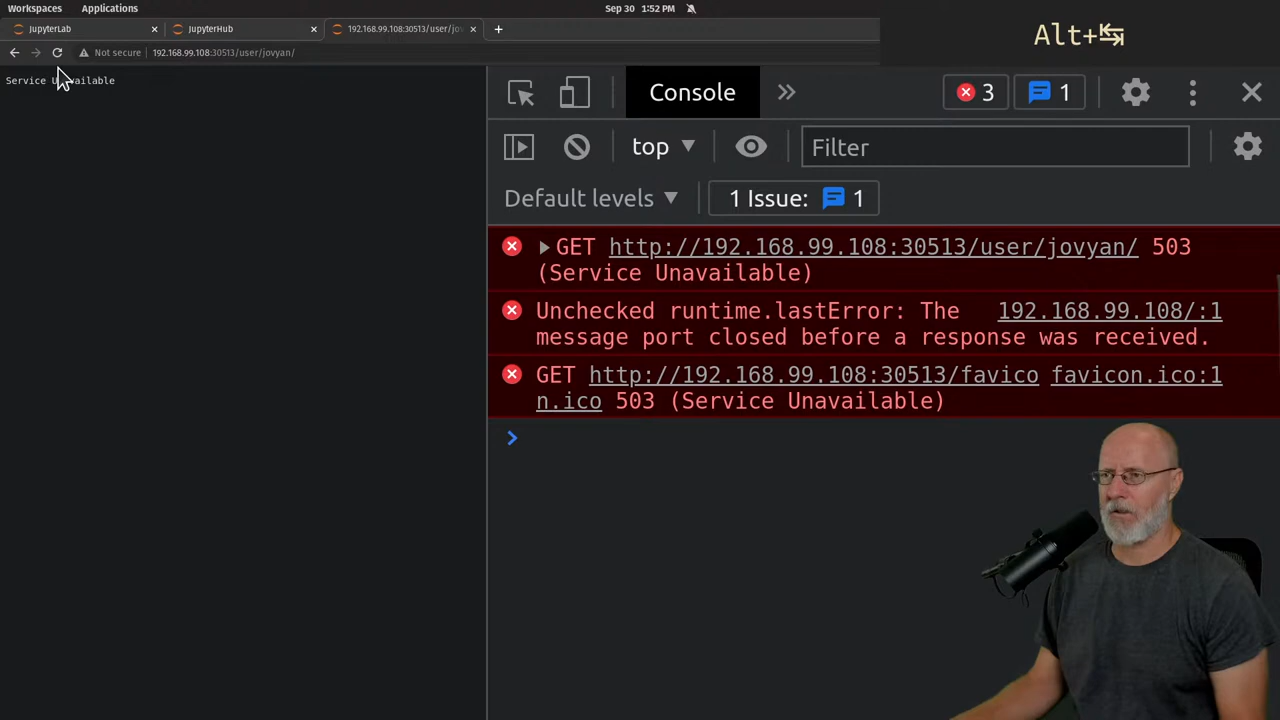 Workspaces Applications Sep 30 1:52 PM
JupyterLab JupyterHub 192.168.99.108:30513/user/jov
Alt+↹
Not secure 192.168.99.108:30513/user/jovyan/
Service Unavailable
Console 3 1
top Filter
Default levels 1 Issue: 1
GET http://192.168.99.108:30513/user/jovyan/ 503
(Service Unavailable)
Unchecked runtime.lastError: The 192.168.99.108/:1
message port closed before a response was received.
GET http://192.168.99.108:30513/favico favicon.ico:1
n.ico 503 (Service Unavailable)